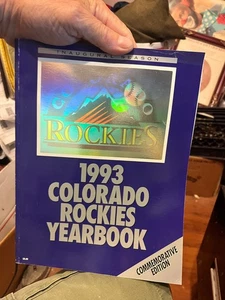 INAUGURAL SEASON
ROCKIES
1993
COLORADO
ROCKIES
YEARBOOK
COMMEMORATIVE
EDITION